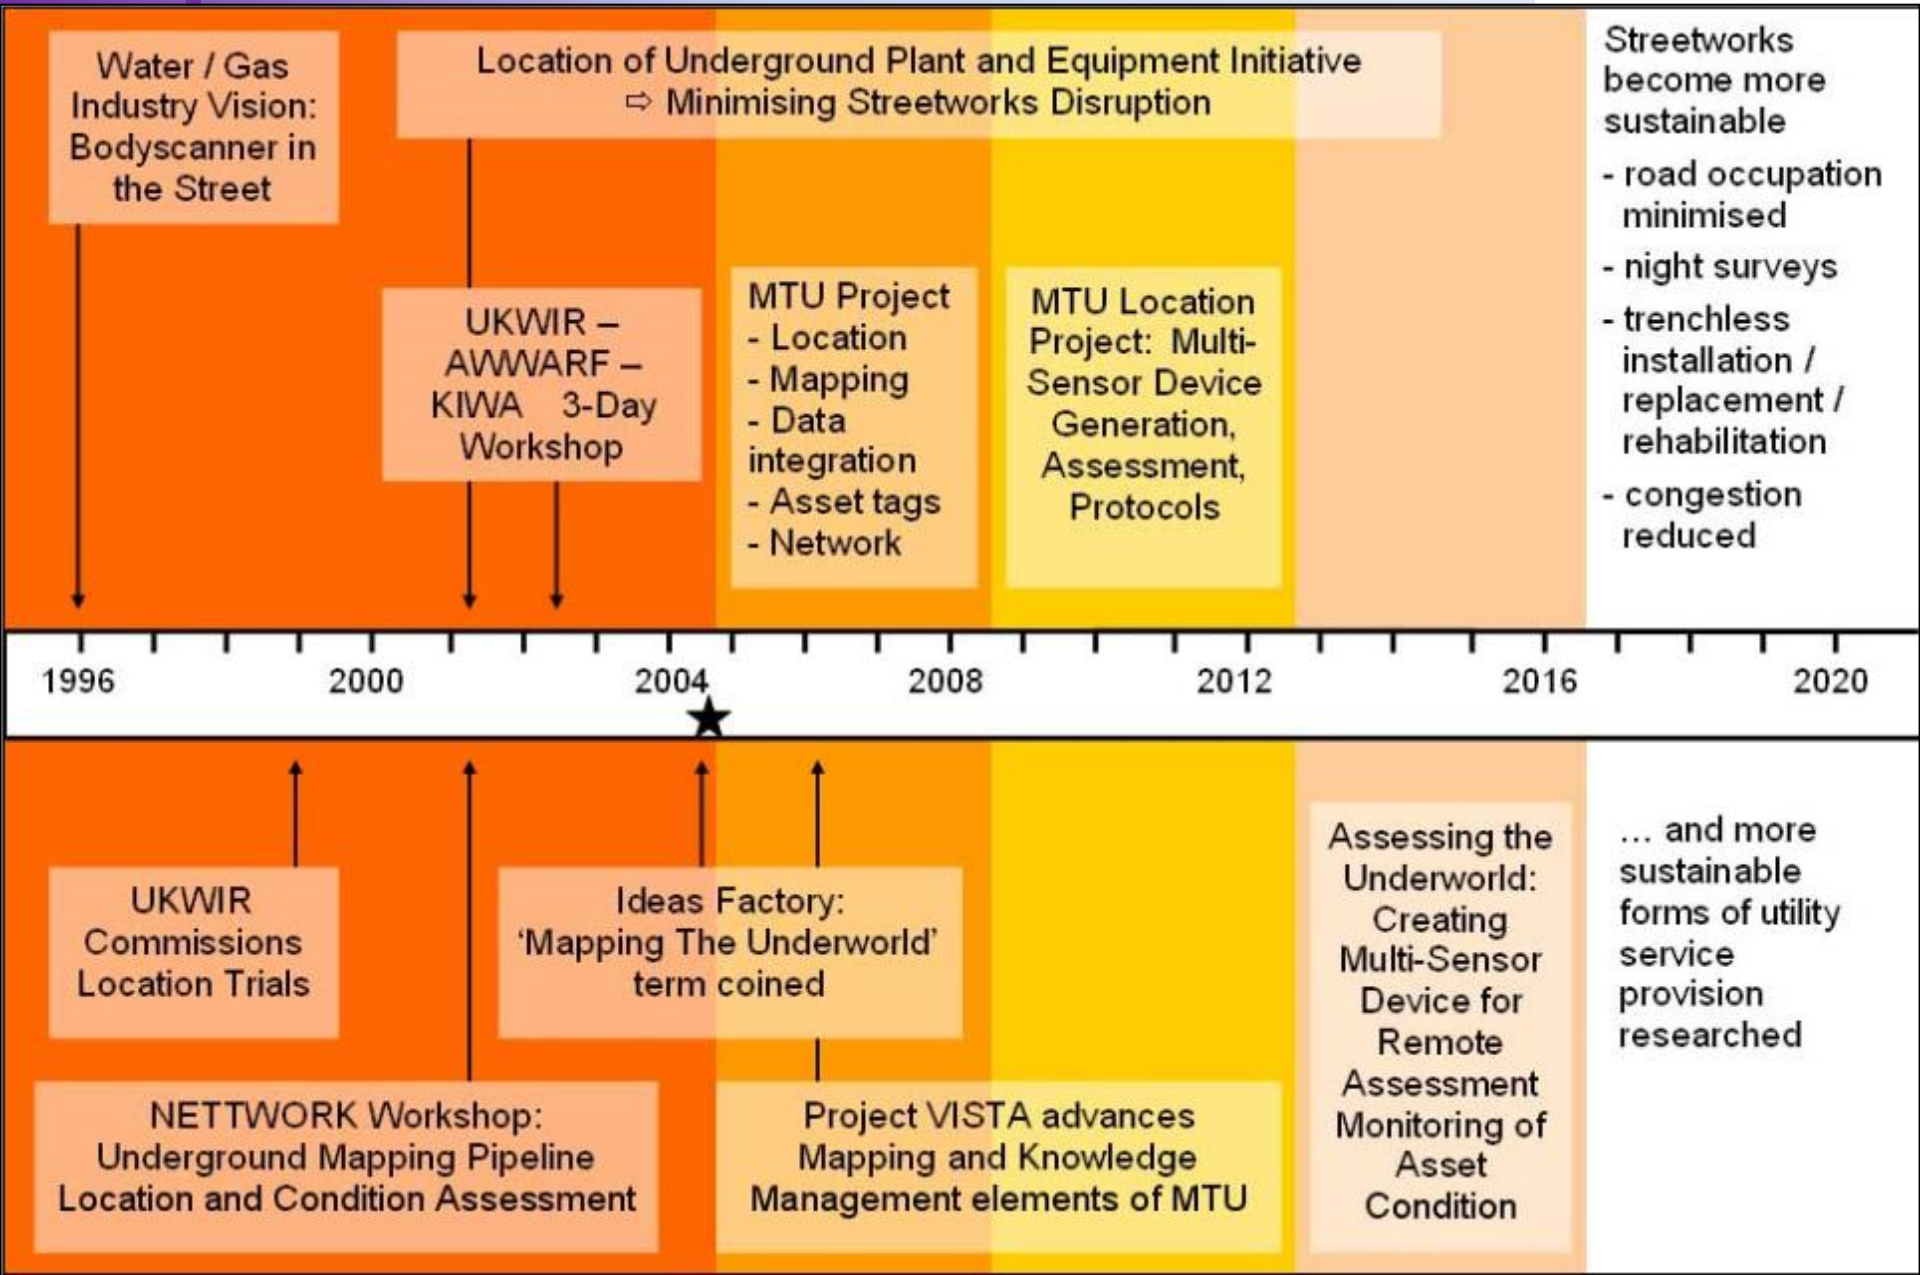 Water / Gas
Industry Vision:
Bodyscanner in
the Street
Location of Underground Plant and Equipment Initiative
⇨ Minimising Streetworks Disruption
UKWIR –
AWWARF –
KIWA 3-Day
Workshop
MTU Project
- Location
- Mapping
- Data
integration
- Asset tags
- Network
MTU Location
Project: Multi-
Sensor Device
Generation,
Assessment,
Protocols
Streetworks
become more
sustainable
- road occupation
minimised
- night surveys
- trenchless
installation /
replacement /
rehabilitation
- congestion
reduced
1996 2000 2004 2008 2012 2016 2020
UKWIR
Commissions
Location Trials
Ideas Factory:
‘Mapping The Underworld’
term coined
NETTWORK Workshop:
Underground Mapping Pipeline
Location and Condition Assessment
Project VISTA advances
Mapping and Knowledge
Management elements of MTU
Assessing the
Underworld:
Creating
Multi-Sensor
Device for
Remote
Assessment
Monitoring of
Asset
Condition
… and more
sustainable
forms of utility
service
provision
researched